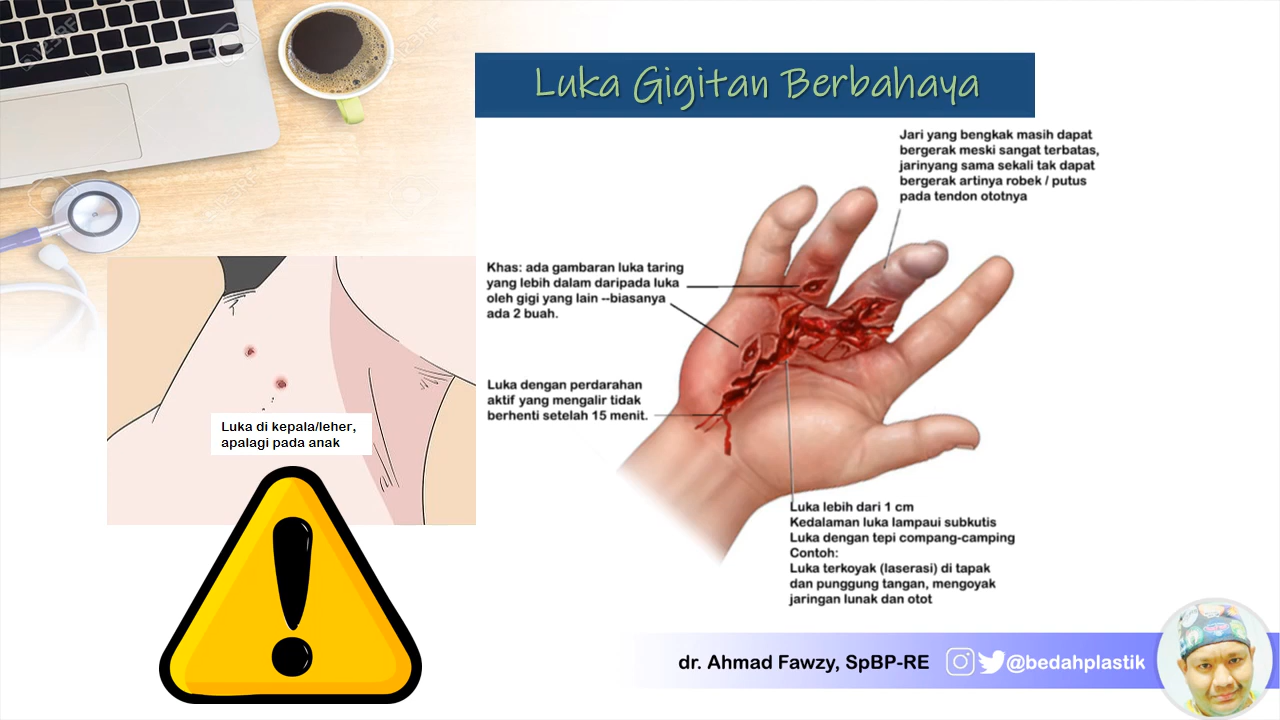 Luka Gigitan Berbahaya
Jari yang bengkak masih dapat
bergerak meski sangat terbatas,
jarinyang sama sekali tak dapat
bergerak artinya robek / putus
pada tendon ototnya
Khas: ada gambaran luka taring
yang lebih dalam daripada luka
oleh gigi yang lain --biasanya
ada 2 buah.
Luka dengan perdarahan
aktif yang mengalir tidak
berhenti setelah 15 menit.
Luka di kepala/leher,
apalagi pada anak
Luka lebih dari 1 cm
Kedalaman luka lampaui subkutis
Luka dengan tepi compang-camping
Contoh:
Luka terkoyak (laserasi) di tapak
dan punggung tangan, mengoyak
jaringan lunak dan otot
dr. Ahmad Fawzy, SpBP-RE
@bedahplastik